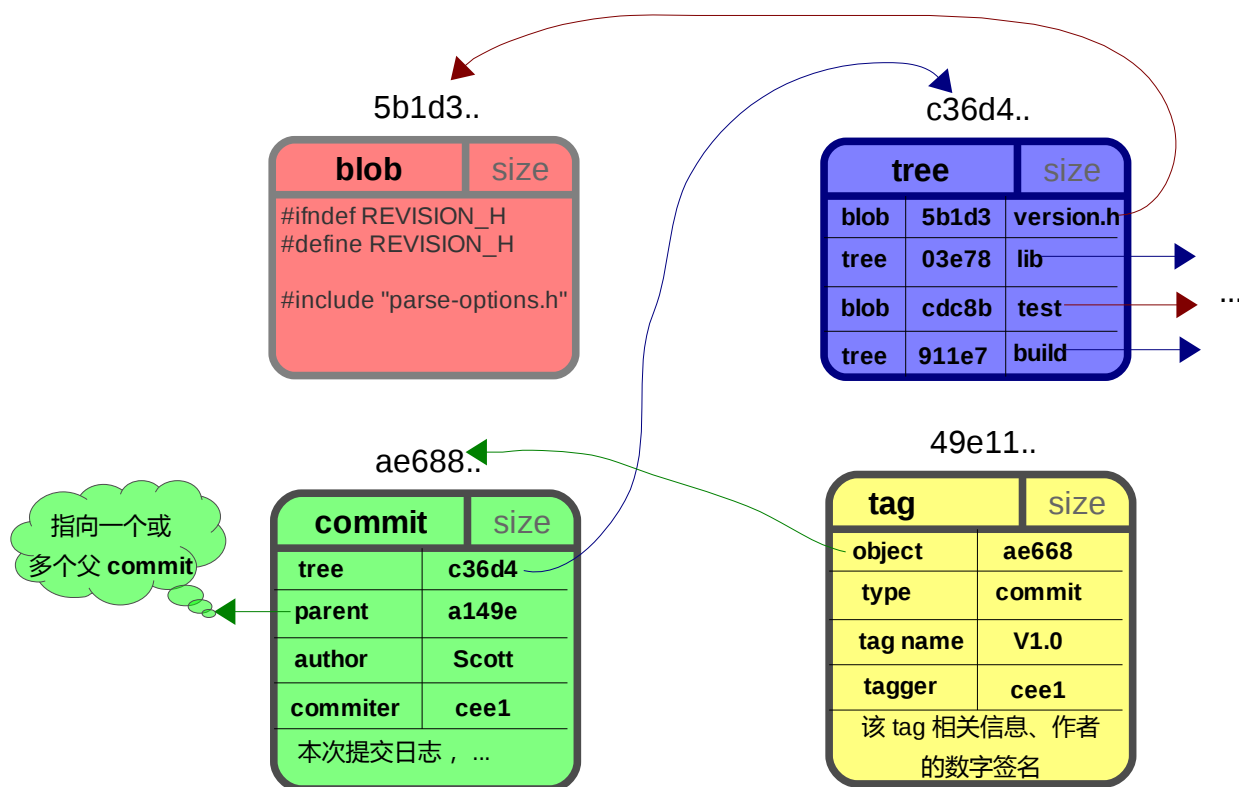 5b1d3..
blob size
#ifndef REVISION_H
#define REVISION_H
#include "parse-options.h"
c36d4..
tree size
blob 5b1d3 version.h
tree 03e78 lib
blob cdc8b test
tree 911e7 build
...
ae688..
commit size
tree c36d4
parent a149e
author Scott
commiter cee1
本次提交日志，...
指向一个或
多个父 commit
49e11..
tag size
object ae668
type commit
tag name V1.0
tagger cee1
该 tag 相关信息、作者
的数字签名